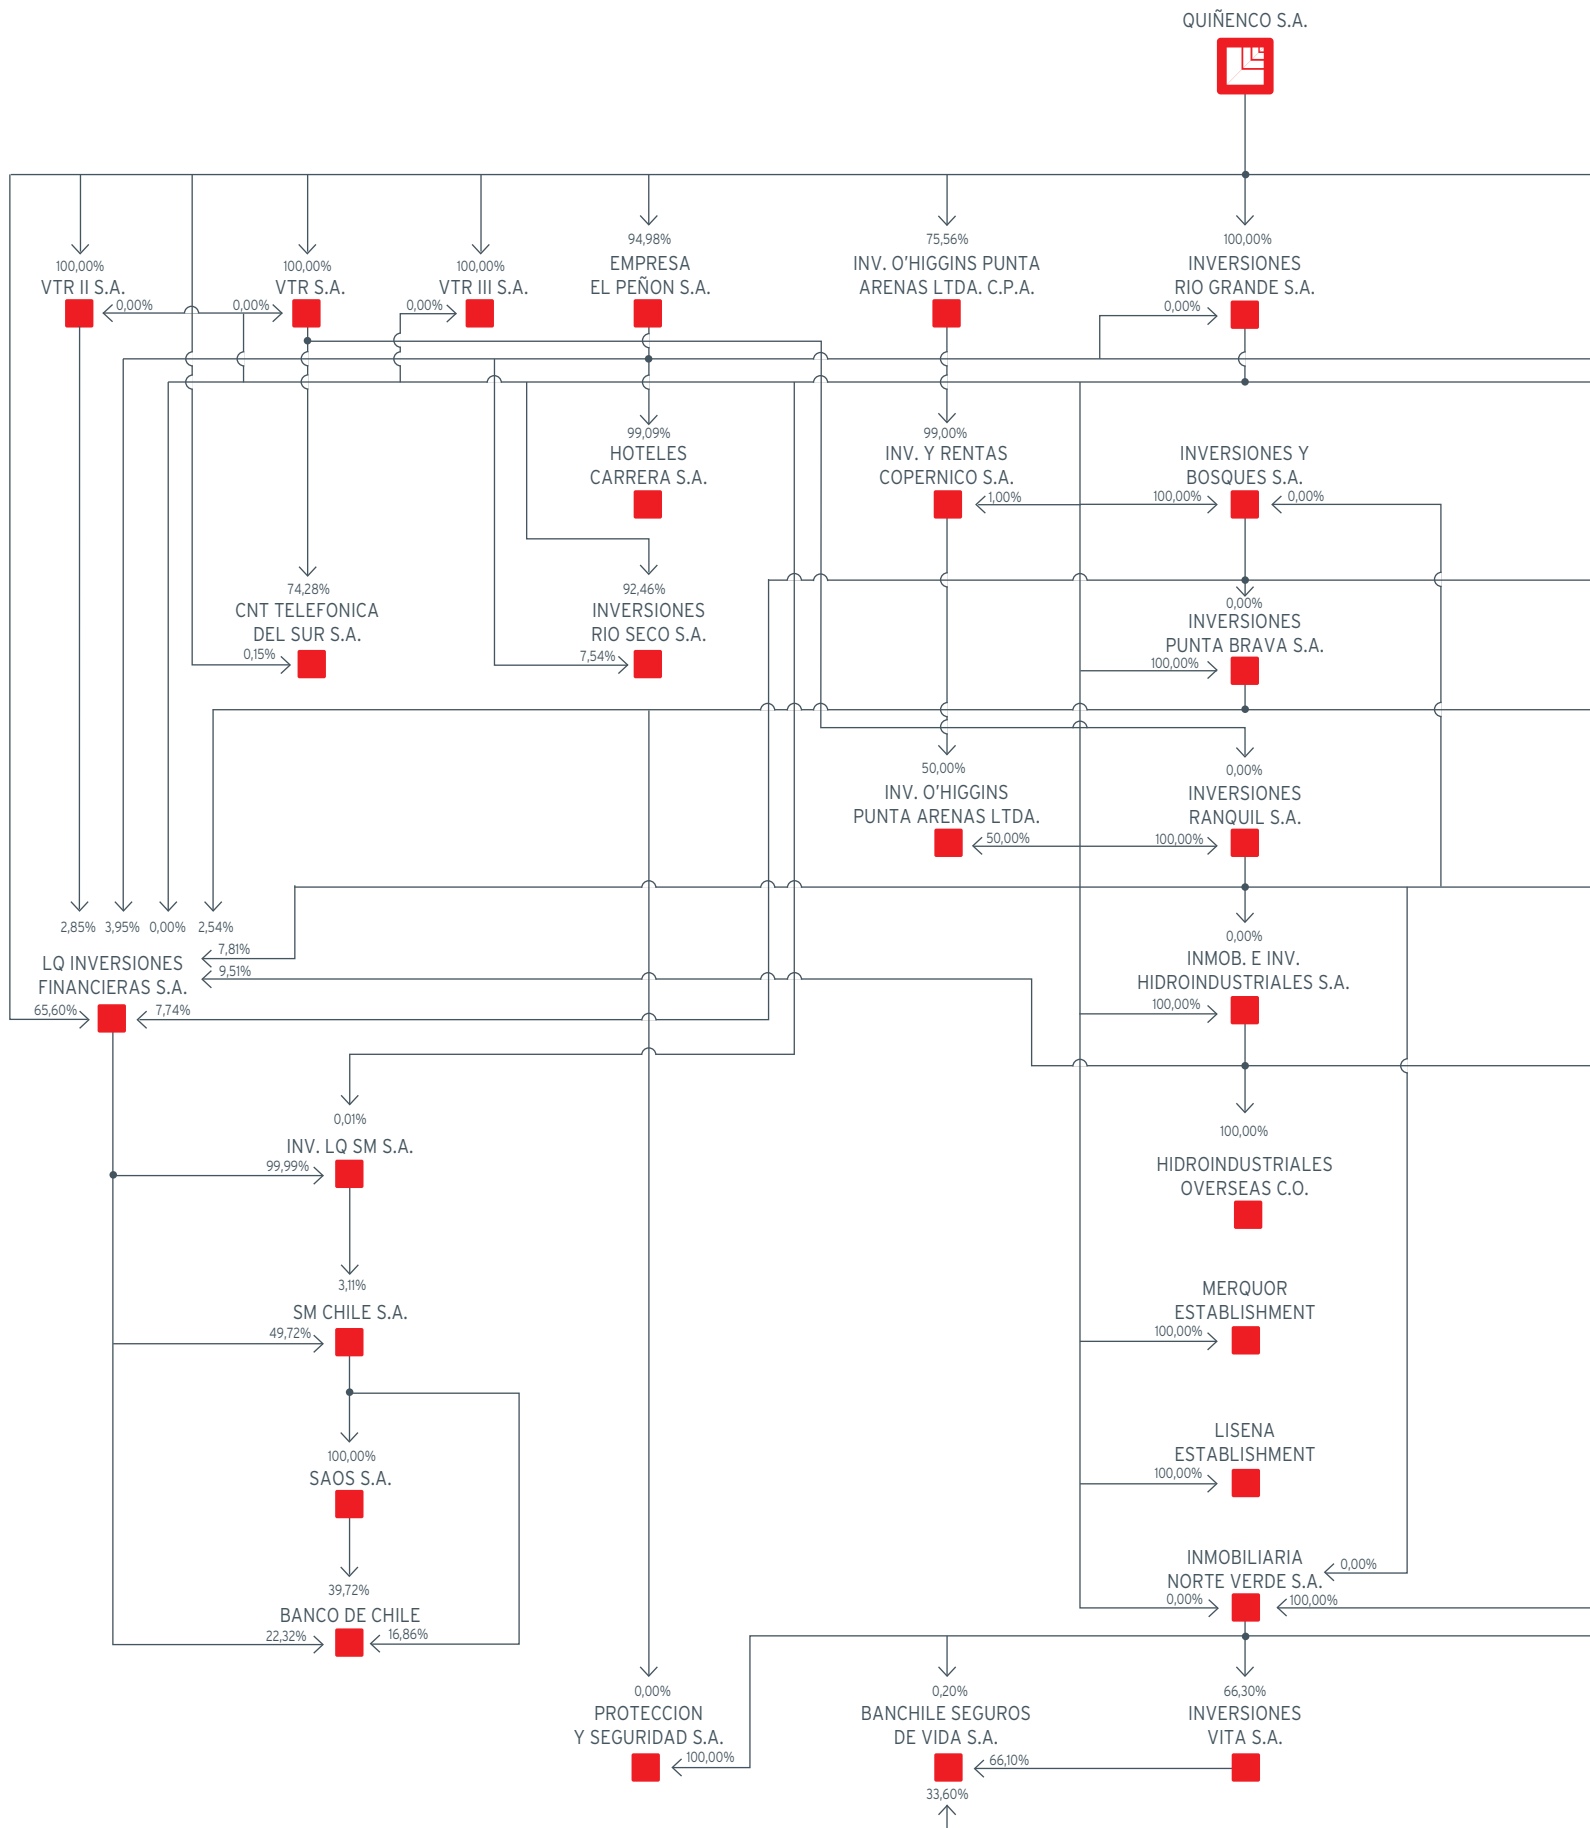 QUIÑENCO S.A.
94,98%
75,56%
100,00%
100,00%
100,00%
100,00%
EMPRESA
EL PEÑON S.A.
INV. O'HIGGINS PUNTA
ARENAS LTDA. C.P.A.
INVERSIONES
RIO GRANDE S.A.
VTR II S.A.
VTR S.A.
VTR III S.A.
0,00%
0,00%
0,00%
0,00%
99,09%
99,00%
HOTELES
CARRERA S.A.
INV. Y RENTAS
COPERNICO S.A.
INVERSIONES Y
BOSQUES S.A.
1,00%
100,00%
0,00%
74,28%
92,46%
0,00%
CNT TELEFONICA
DEL SUR S.A.
INVERSIONES
RIO SECO S.A.
INVERSIONES
PUNTA BRAVA S.A.
0,15%
7,54%
100,00%
50,00%
0,00%
INV. O'HIGGINS
PUNTA ARENAS LTDA.
INVERSIONES
RANQUIL S.A.
50,00%
100,00%
2,85%
3,95%
0,00%
2,54%
0,00%
7,81%
LQ INVERSIONES
FINANCIERAS S.A.
9,51%
INMOB. E INV.
HIDROINDUSTRIALES S.A.
65,60%
7,74%
100,00%
0,01%
100,00%
INV. LQ SM S.A.
99,99%
HIDROINDUSTRIALES
OVERSEAS C.O.
3,11%
SM CHILE S.A.
49,72%
MERQUOR
ESTABLISHMENT
100,00%
100,00%
SAOS S.A.
LISENA
ESTABLISHMENT
100,00%
39,72%
BANCO DE CHILE
22,32%
16,86%
INMOBILIARIA
NORTE VERDE S.A.
0,00%
0,00%
100,00%
0,00%
0,20%
66,30%
PROTECCION
Y SEGURIDAD S.A.
BANCHILE SEGUROS
DE VIDA S.A.
INVERSIONES
VITA S.A.
100,00%
66,10%
33,60%